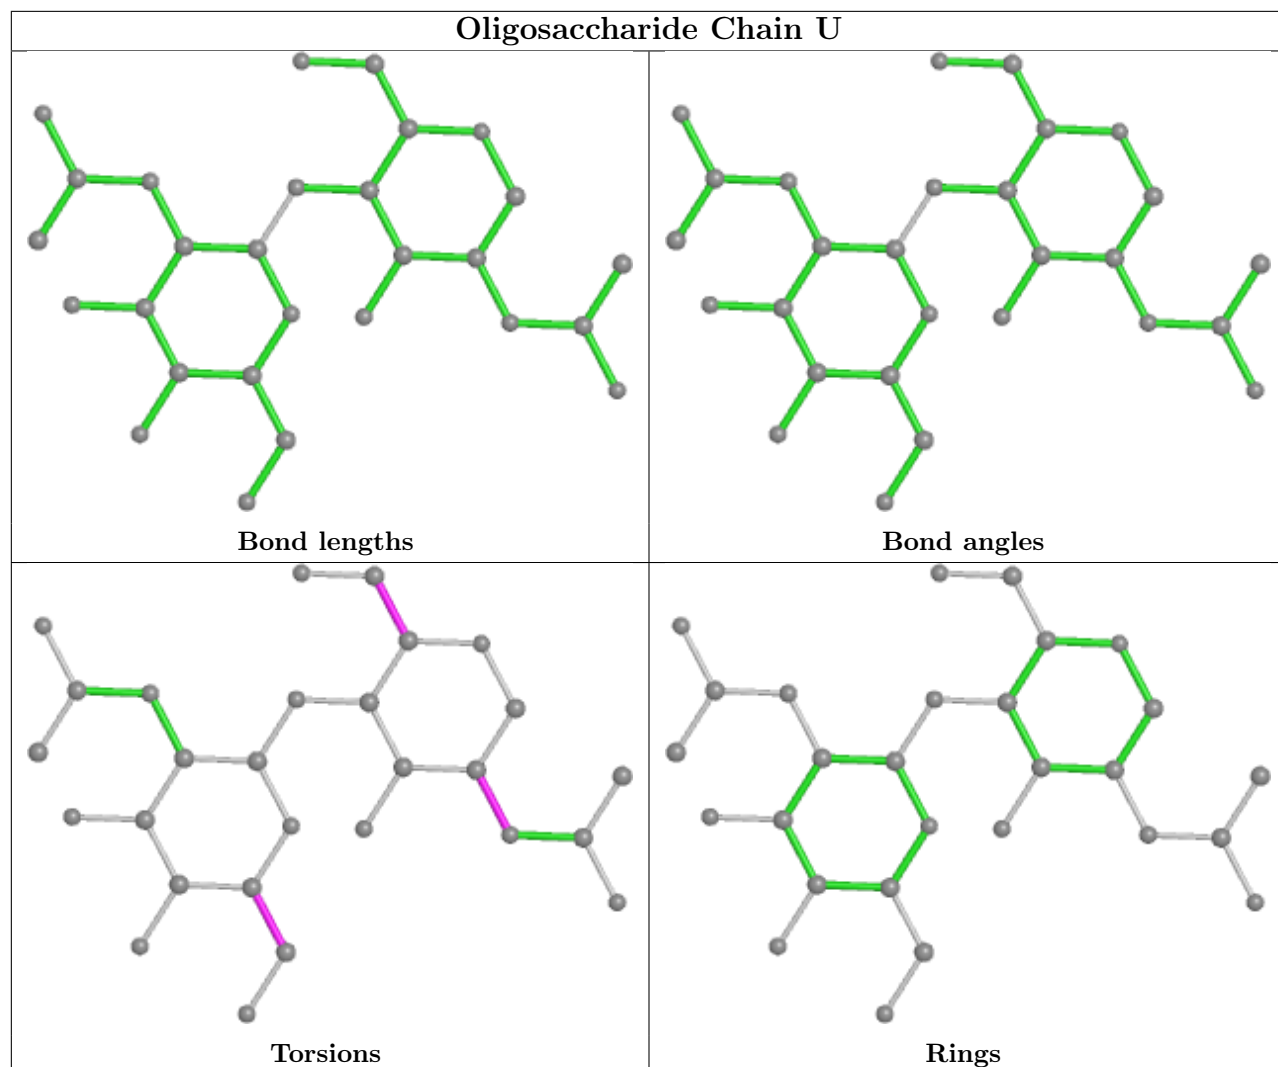 Oligosaccharide Chain U
Bond lengths
Bond angles
Torsions
Rings